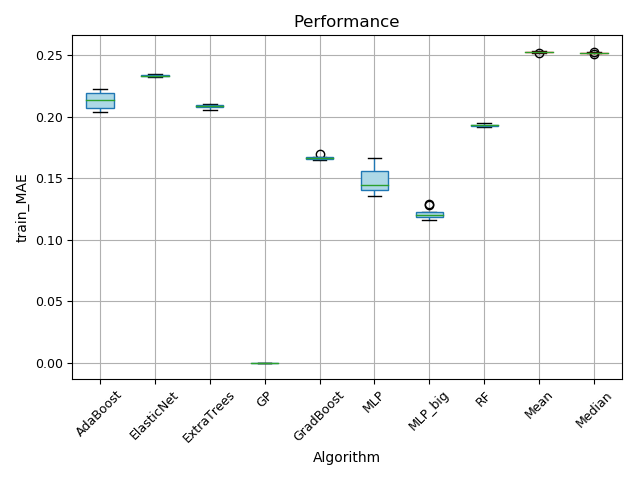 Performance
train_MAE
0.25
0.20
0.15
0.10
0.05
0.00
AdaBoost
ElasticNet
ExtraTrees
GP
GradBoost
MLP
MLP_big
RF
Mean
Median
Algorithm